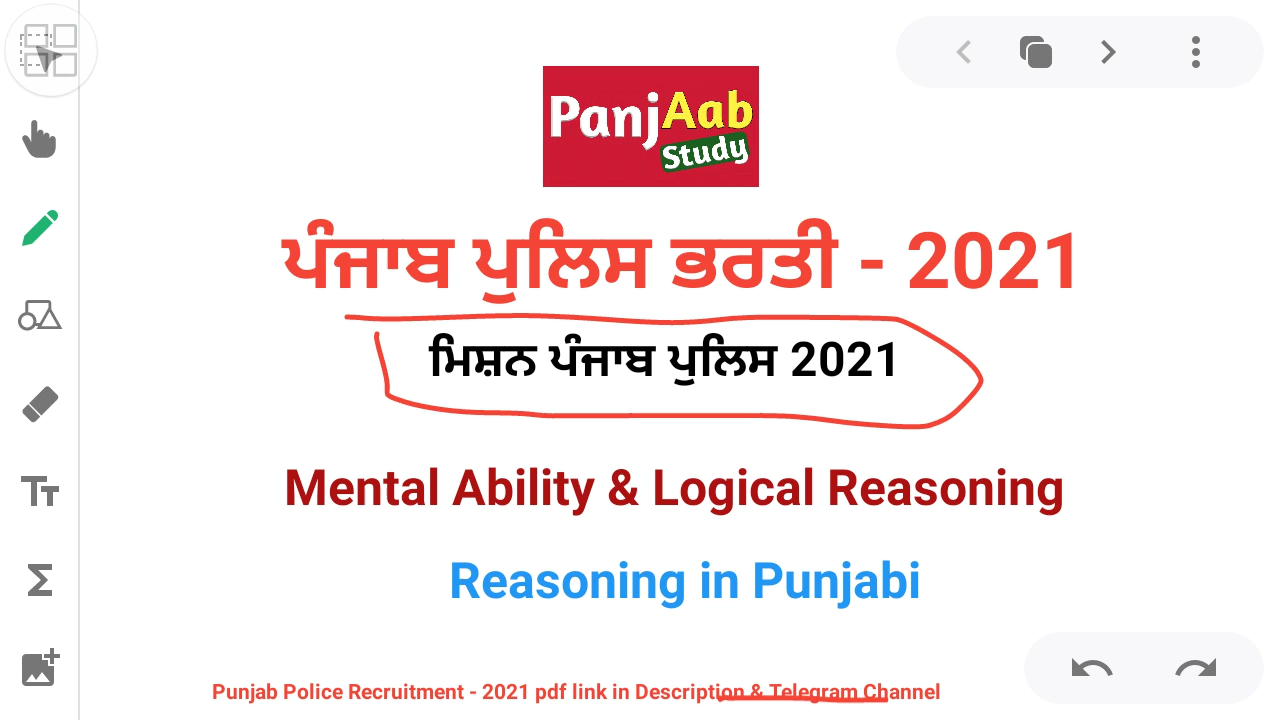 PanjAab
Study
ਪੰਜਾਬ ਪੁਲਿਸ ਭਰਤੀ - 2021
ਮਿਸ਼ਨ ਪੰਜਾਬ ਪੁਲਿਸ 2021
Mental Ability & Logical Reasoning
Reasoning in Punjabi
Punjab Police Recruitment - 2021 pdf link in Description & Telegram Channel